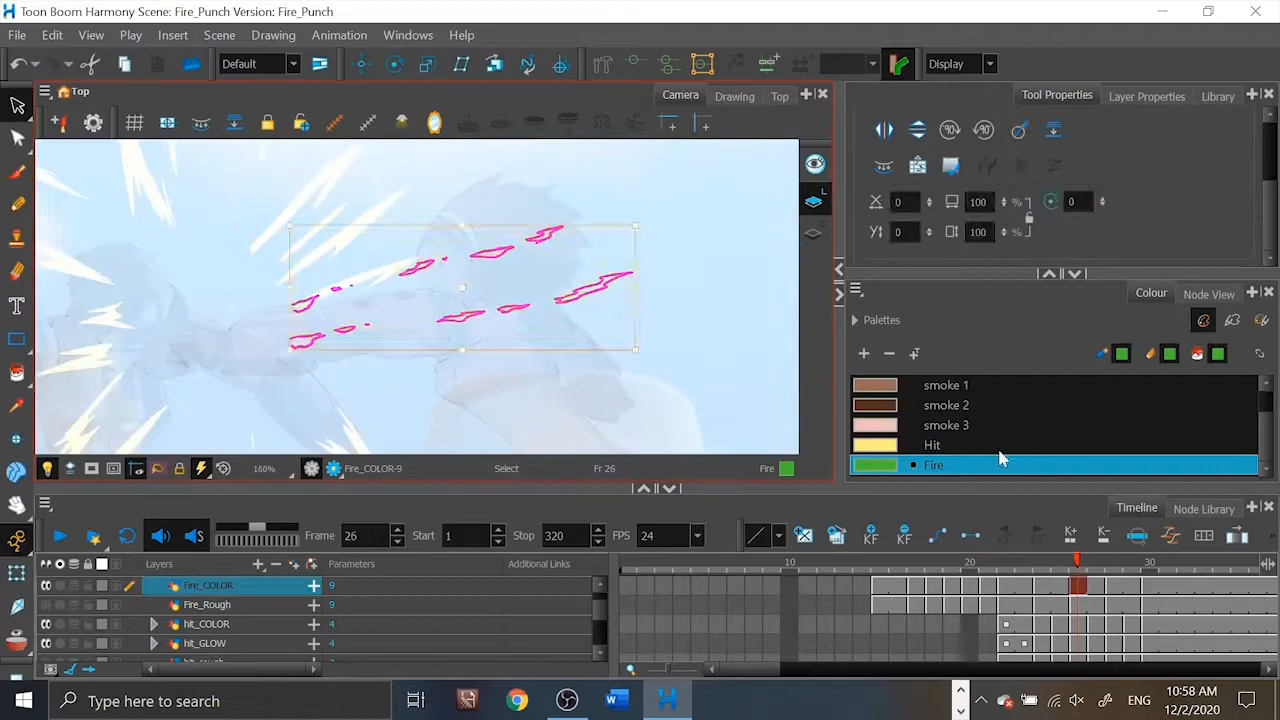 Toon Boom Harmony Scene: Fire_Punch Version: Fire_Punch
File Edit View Play Insert Scene Drawing Animation Windows Help
Default Display
Top Camera Drawing Top
Tool Properties Layer Properties Library
T
90 90
X 0 100 % 0
Y 0 100 %
L
Colour Node View
Palettes
smoke 1
smoke 2
smoke 3
Hit
Fire
160% Fire_COLOR-9 Select Fr 26 Fire
Timeline Node Library
Frame 26 Start 1 Stop 320 FPS 24 KF KF
Layers Parameters Additional Links 10 20 30
Fire_COLOR 9
Fire_Rough 9
hit_COLOR 4
hit_GLOW 4
Type here to search
ENG 10:58 AM
12/2/2020